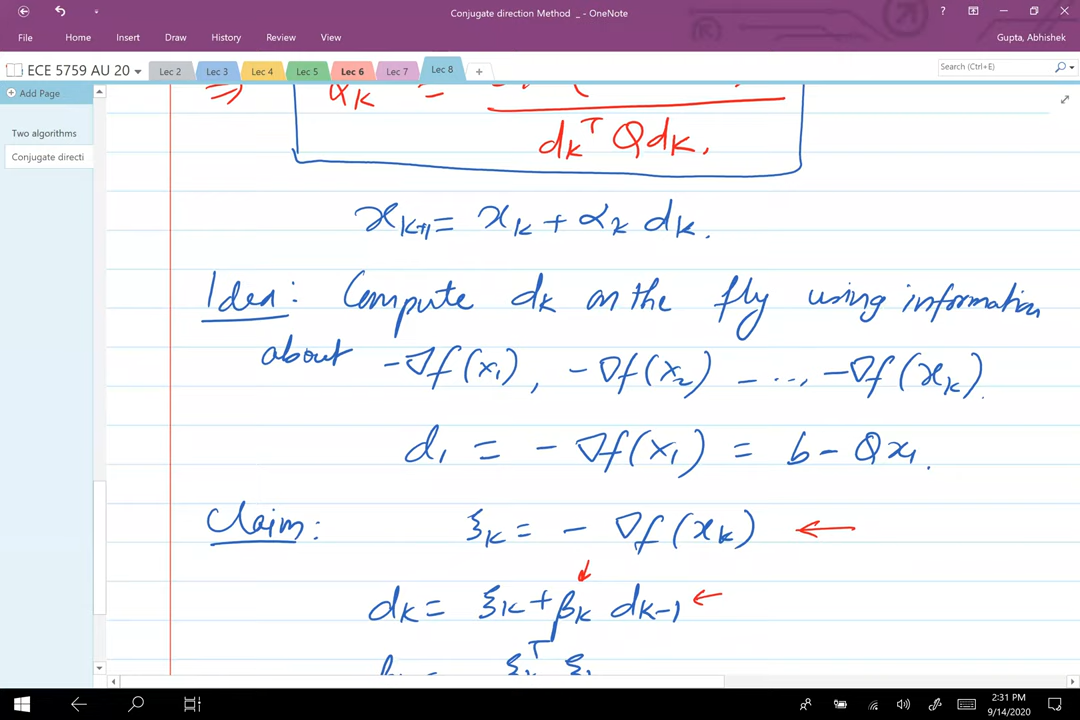 Conjugate direction Method _ - OneNote
File Home Insert Draw History Review View
Gupta, Abhishek
ECE 5759 AU 20
Lec 2 Lec 3 Lec 4 Lec 5 Lec 6 Lec 7 Lec 8
Search (Ctrl+E)
Add Page
Two algorithms
Conjugate directi
⇒ αk =
dk^T Q dk.
xk+1 = xk + αk dk.
Idea: Compute dk on the fly using information
about -∇f(x1), -∇f(x2) - ..., -∇f(xk).
d1 = - ∇f(x1) = b - Qx1.
Claim: ξk = - ∇f(xk) ←
↓
dk = ξk + βk dk-1 ←
2:31 PM
9/14/2020